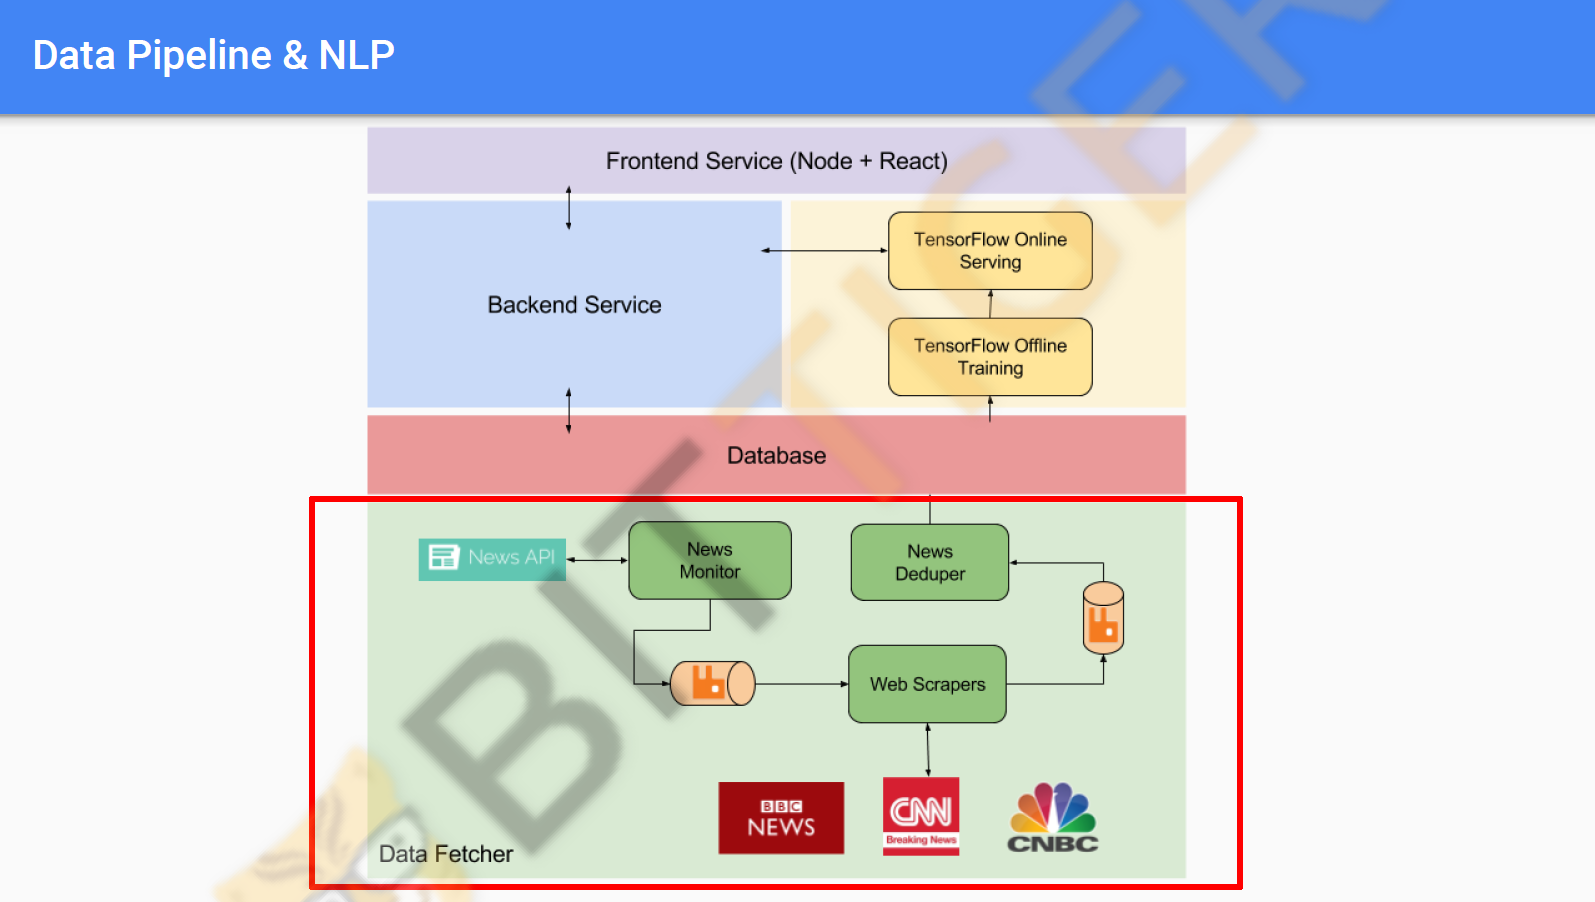 Data Pipeline & NLP
Frontend Service (Node + React)
Backend Service
TensorFlow Online
Serving
TensorFlow Offline
Training
Database
News API
News
Monitor
News
Deduper
Web Scrapers
BBC
NEWS
CNN
Breaking News
CNBC
Data Fetcher
BITTIGER